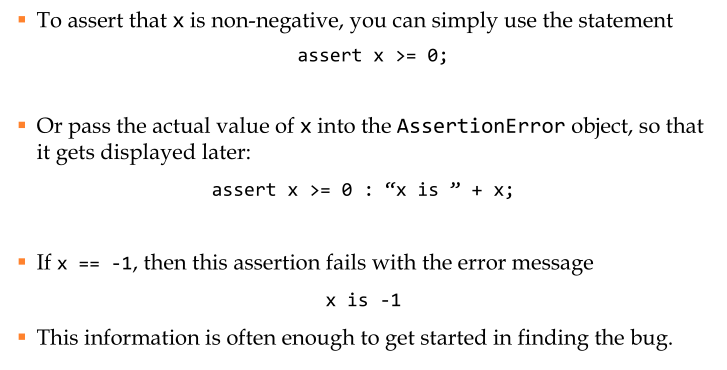 ▪ To assert that x is non-negative, you can simply use the statement
assert x >= 0;
▪ Or pass the actual value of x into the AssertionError object, so that
it gets displayed later:
assert x >= 0 : “x is ” + x;
▪ If x == -1, then this assertion fails with the error message
x is -1
▪ This information is often enough to get started in finding the bug.